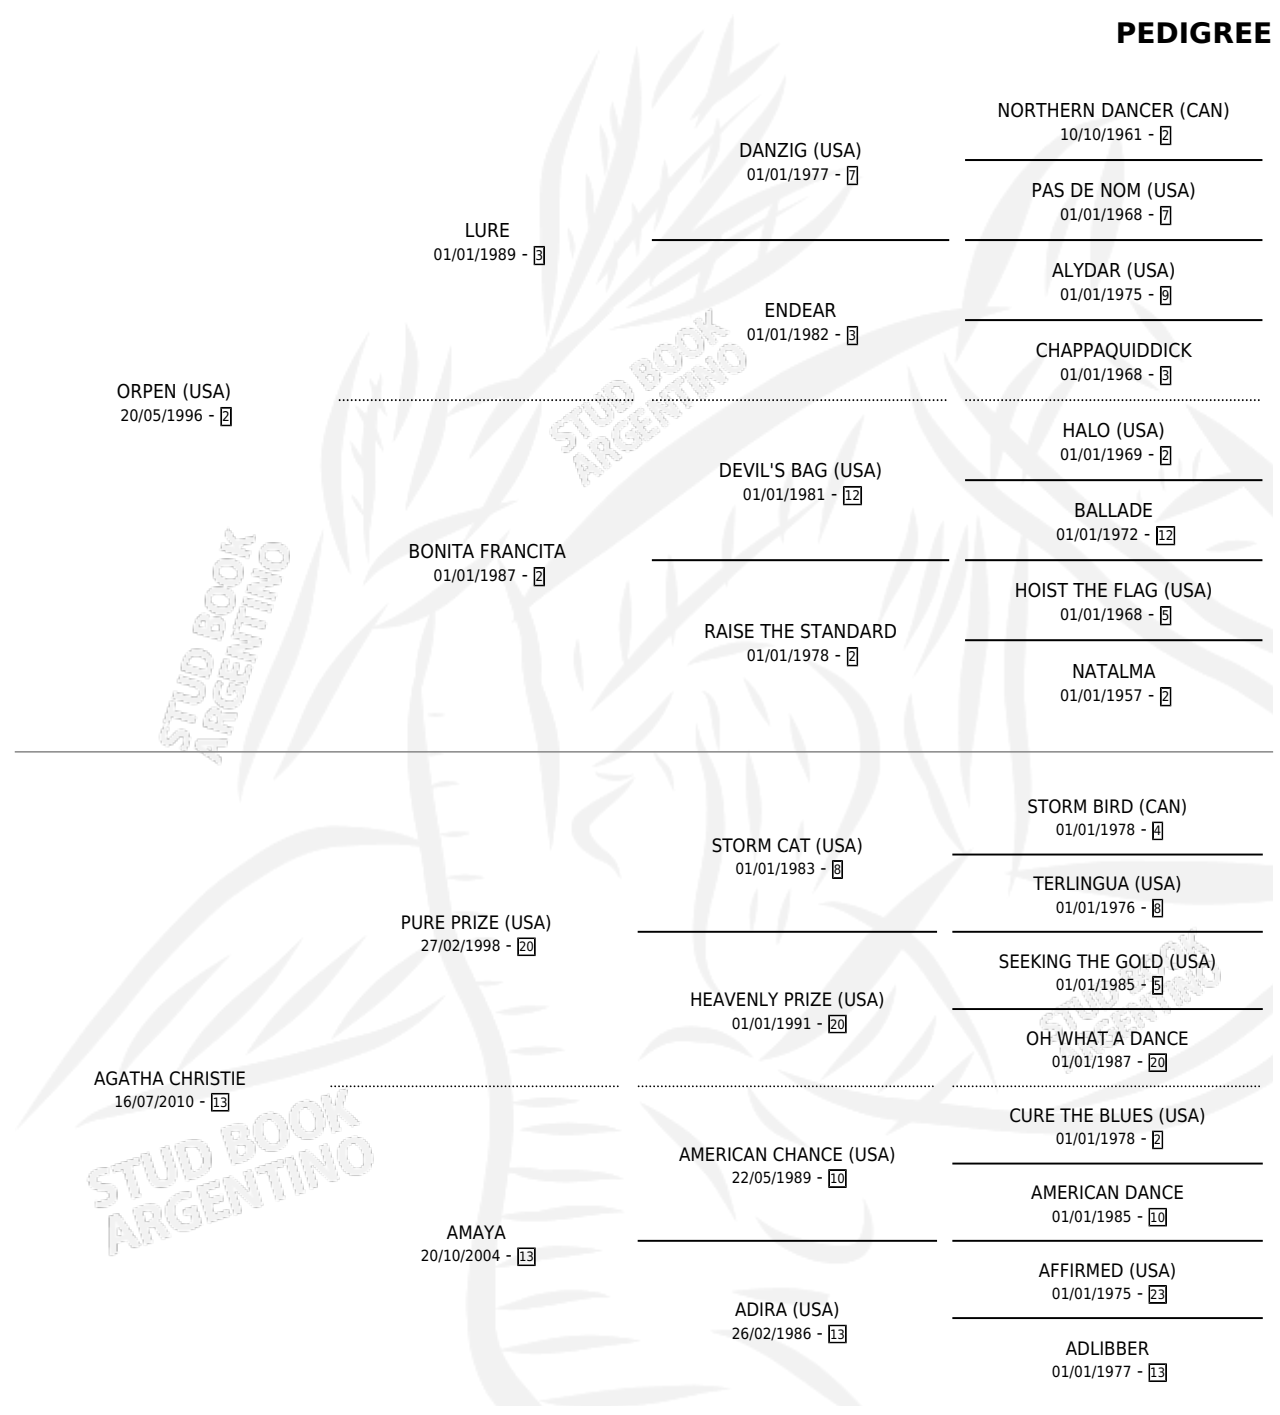 PEDIGREE
NORTHERN DANCER (CAN)
10/10/1961 - 2
DANZIG (USA)
01/01/1977 - 7
PAS DE NOM (USA)
01/01/1968 - 7
LURE
01/01/1989 - 3
ALYDAR (USA)
01/01/1975 - 9
ENDEAR
01/01/1982 - 3
CHAPPAQUIDDICK
01/01/1968 - 3
ORPEN (USA)
20/05/1996 - 2
HALO (USA)
01/01/1969 - 2
DEVIL'S BAG (USA)
01/01/1981 - 12
BALLADE
01/01/1972 - 12
BONITA FRANCITA
01/01/1987 - 2
HOIST THE FLAG (USA)
01/01/1968 - 5
RAISE THE STANDARD
01/01/1978 - 2
NATALMA
01/01/1957 - 2
STORM BIRD (CAN)
01/01/1978 - 4
STORM CAT (USA)
01/01/1983 - 8
TERLINGUA (USA)
01/01/1976 - 8
PURE PRIZE (USA)
27/02/1998 - 20
SEEKING THE GOLD (USA)
01/01/1985 - 5
HEAVENLY PRIZE (USA)
01/01/1991 - 20
OH WHAT A DANCE
01/01/1987 - 20
AGATHA CHRISTIE
16/07/2010 - 13
CURE THE BLUES (USA)
01/01/1978 - 2
AMERICAN CHANCE (USA)
22/05/1989 - 10
AMERICAN DANCE
01/01/1985 - 10
AMAYA
20/10/2004 - 13
AFFIRMED (USA)
01/01/1975 - 23
ADIRA (USA)
26/02/1986 - 13
ADLIBBER
01/01/1977 - 13
STUD BOOK
ARGENTINO
STUD BOOK
ARGENTINO
STUD BOOK
ARGENTINO
STUD BOOK
ARGENTINO